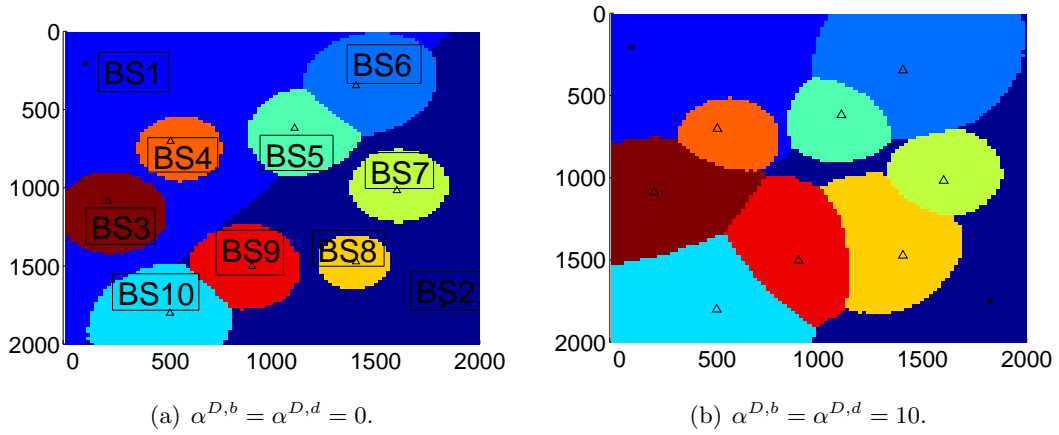 0
0
BS1
BS6
500
500
BS4
BS5
BS7
1000
1000
BS3
BS9
BS8
1500
1500
BS10
BS2
2000
2000
0 500 1000 1500 2000
0 500 1000 1500 2000
(a) α^{D,b} = α^{D,d} = 0.
(b) α^{D,b} = α^{D,d} = 10.